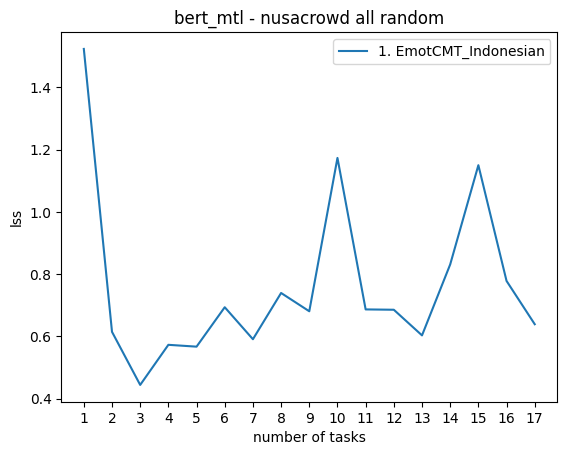 bert_mtl - nusacrowd all random
1. EmotCMT_Indonesian
lss
1.4
1.2
1.0
0.8
0.6
0.4
1 2 3 4 5 6 7 8 9 10 11 12 13 14 15 16 17
number of tasks